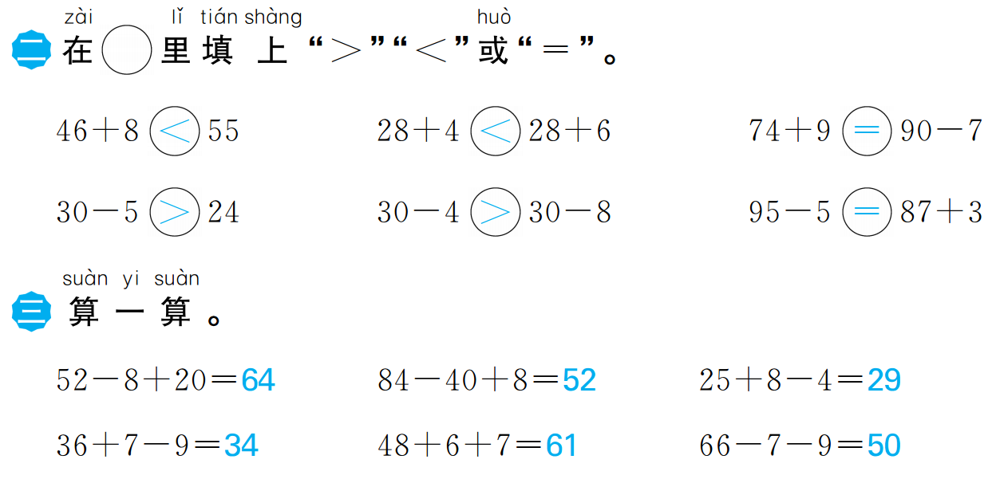 zài lǐ tián shàng huò
二 在○里填上“＞”“＜”或“＝”。
46＋8＜55 28＋4＜28＋6 74＋9＝90－7
30－5＞24 30－4＞30－8 95－5＝87＋3
suàn yi suàn
三 算一算。
52－8＋20＝64 84－40＋8＝52 25＋8－4＝29
36＋7－9＝34 48＋6＋7＝61 66－7－9＝50